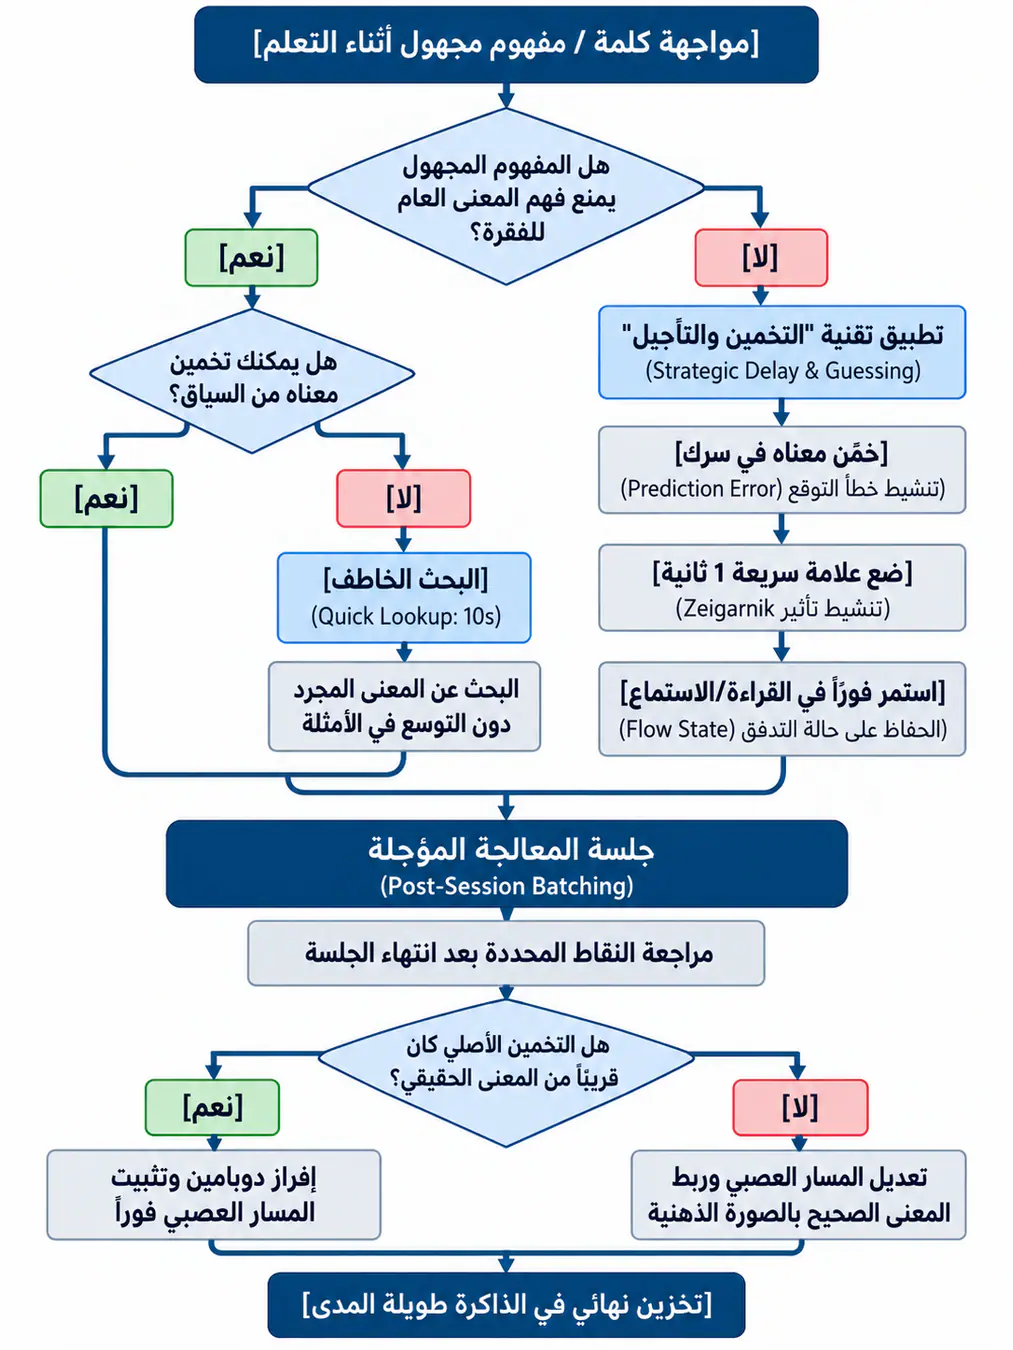 [مواجهة كلمة / مفهوم مجهول أثناء التعلم]
هل المفهوم المجهول
يمنع فهم المعنى العام
للفقرة؟
[نعم]
[لا]
هل يمكنك تخمين
معناه من السياق؟
[نعم]
[لا]
[البحث الخاطف]
(Quick Lookup: 10s)
البحث عن المعنى المجرد
دون التوسع في الأمثلة
تطبيق تقنية "التخمين والتأجيل"
(Strategic Delay & Guessing)
[خمّن معناه في سرك]
(تنشيط خطأ التوقع Prediction Error)
[ضع علامة سريعة 1 ثانية]
(تنشيط تأثير Zeigarnik)
[استمر فورًا في القراءة/الاستماع]
(الحفاظ على حالة التدفق Flow State)
جلسة المعالجة المؤجلة
(Post-Session Batching)
مراجعة النقاط المحددة بعد انتهاء الجلسة
هل التخمين الأصلي كان
قريبًا من المعنى الحقيقي؟
[نعم]
[لا]
إفراز دوبامين وتثبيت
المسار العصبي فوراً
تعديل المسار العصبي وربط
المعنى الصحيح بالصورة الذهنية
[تخزين نهائي في الذاكرة طويلة المدى]